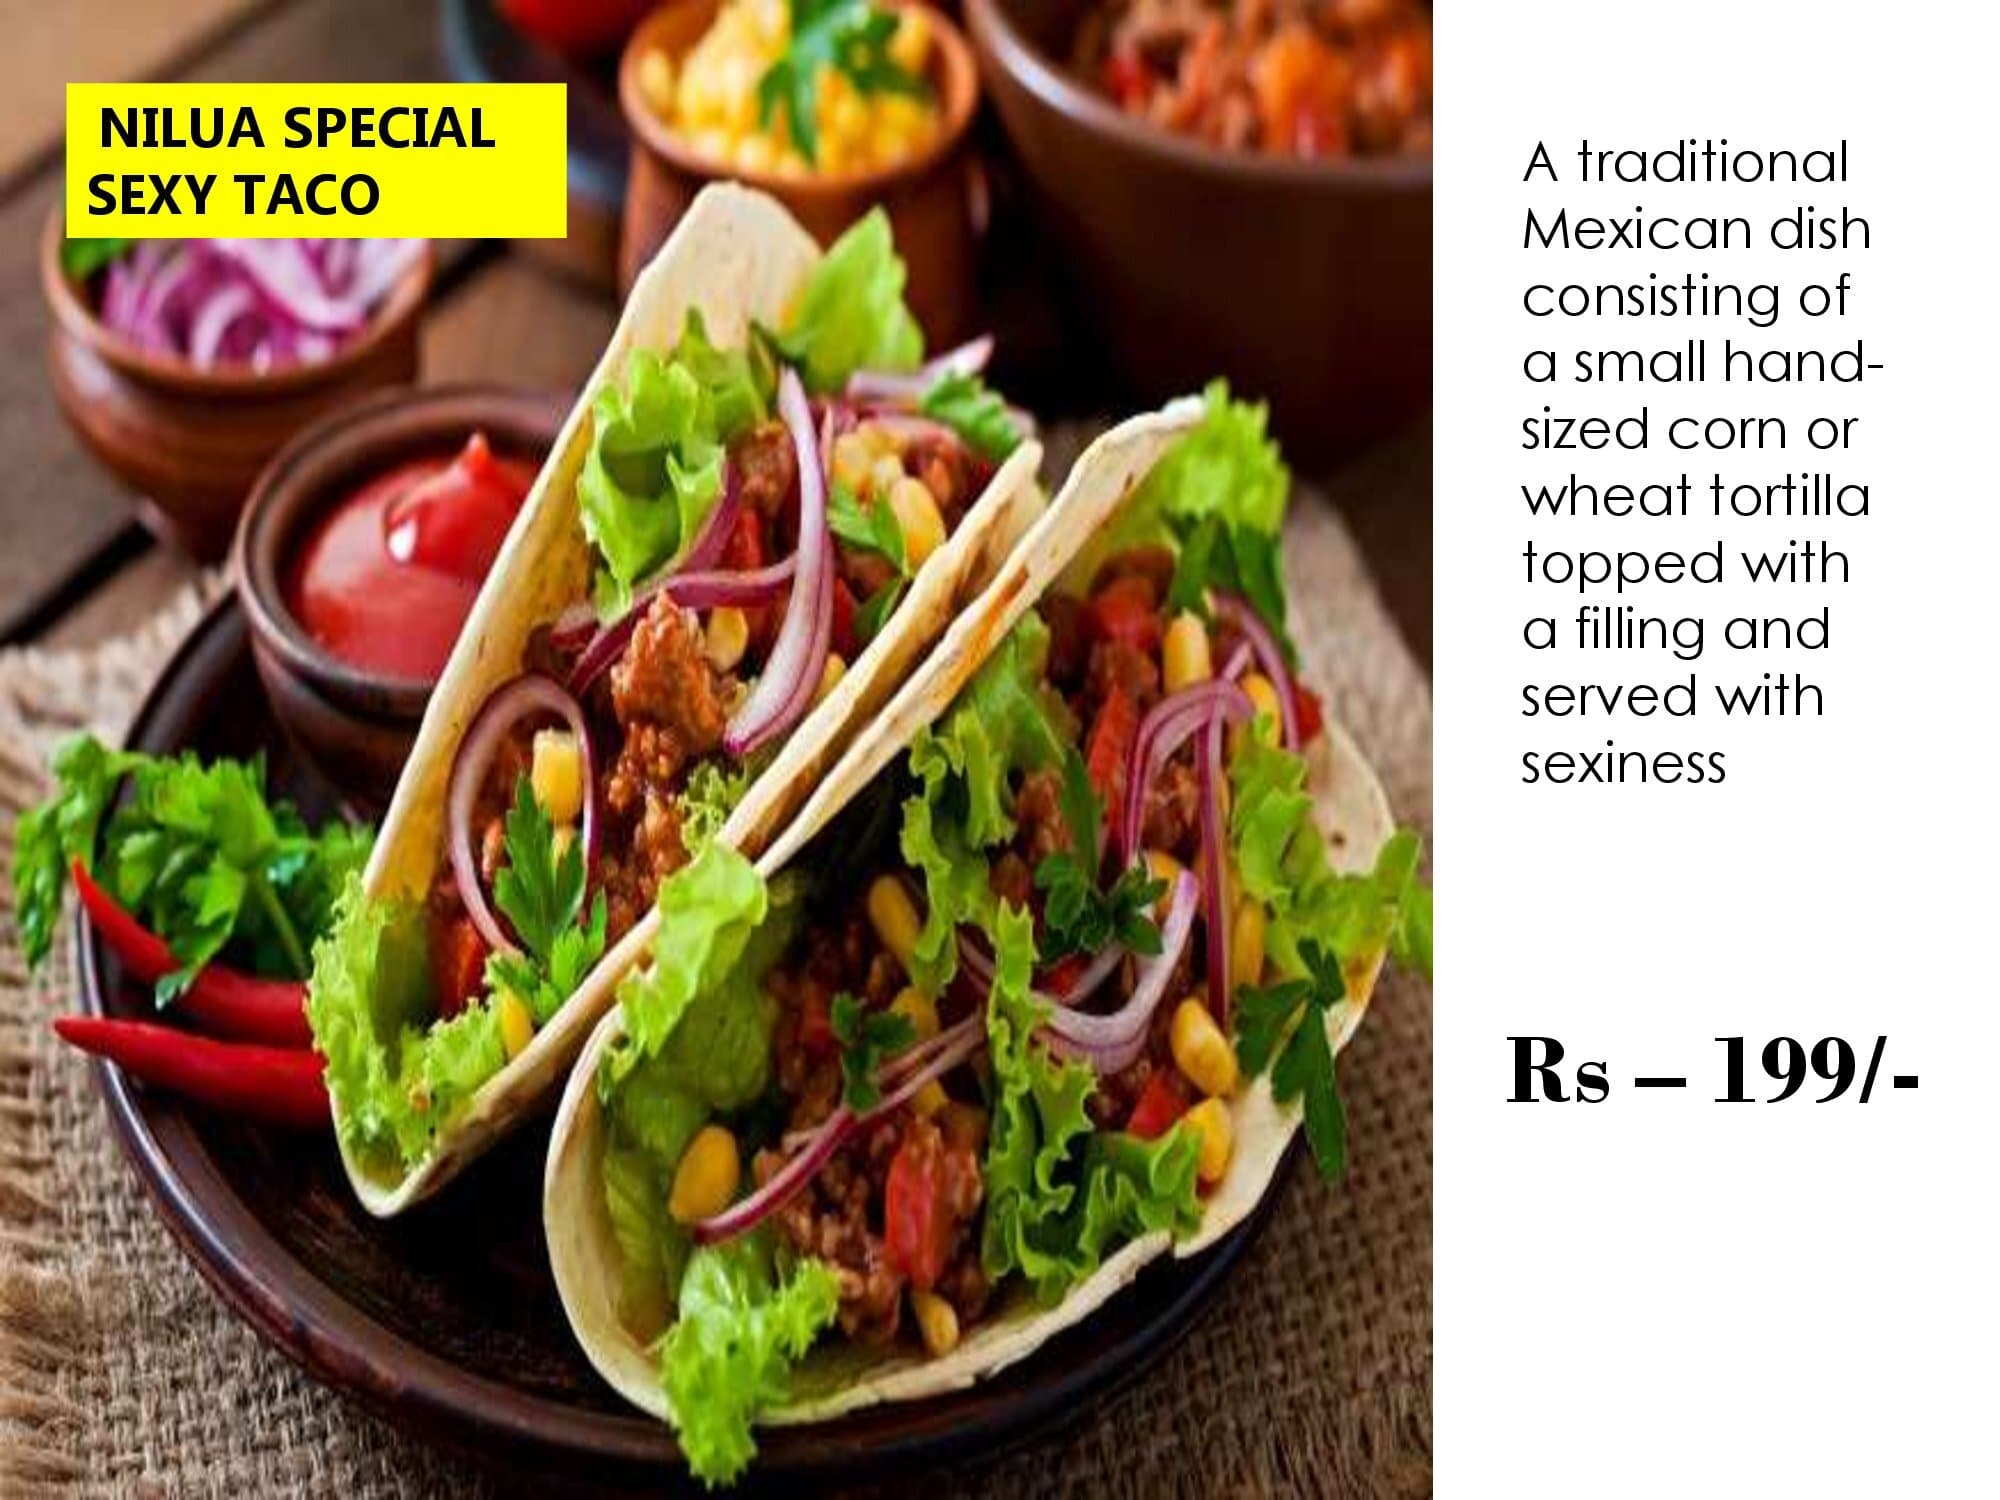 NILUA SPECIAL
SEXY TACO
A traditional
Mexican dish
consisting of
a small hand-
sized corn or
wheat tortilla
topped with
a filling and
served with
sexiness
Rs – 199/-